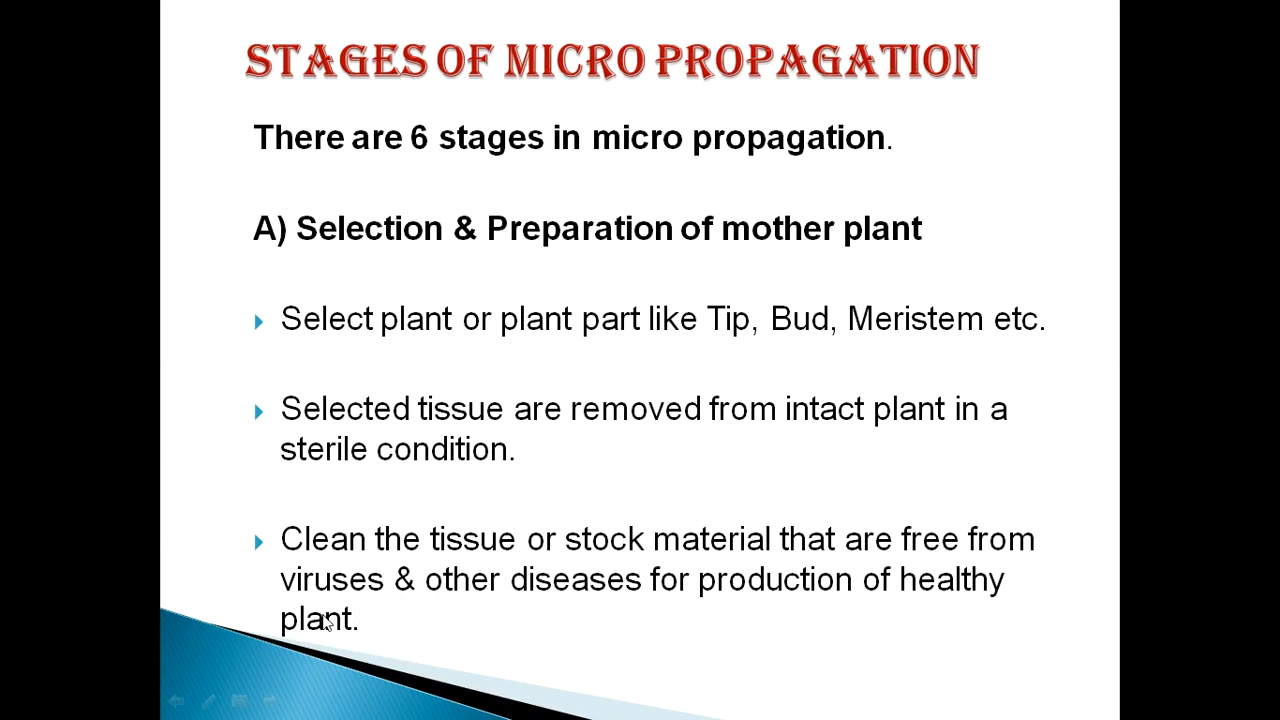 STAGES OF MICRO PROPAGATION
There are 6 stages in micro propagation.
A) Selection & Preparation of mother plant
Select plant or plant part like Tip, Bud, Meristem etc.
Selected tissue are removed from intact plant in a
sterile condition.
Clean the tissue or stock material that are free from
viruses & other diseases for production of healthy
plant.